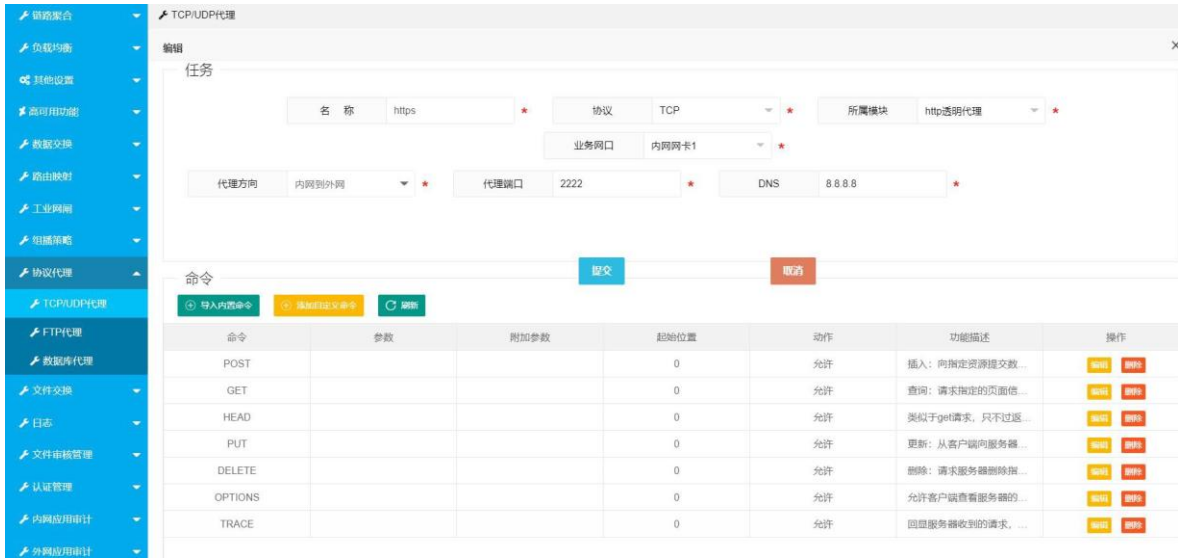 链路聚合
负载均衡
其他设置
高可用功能
数据交换
路由映射
工业网闸
组播策略
协议代理
TCP/UDP代理
FTP代理
数据库代理
文件交换
日志
文件审核管理
认证管理
内网应用审计
外网应用审计
TCP/UDP代理
编辑 ×
任务
名 称 https * 协议 TCP * 所属模块 http透明代理 *
业务网口 内网网卡1 *
代理方向 内网到外网 * 代理端口 2222 * DNS 8.8.8.8 *
提交 取消
命令
导入内置命令 添加自定义命令 刷新
命令 参数 附加参数 起始位置 动作 功能描述 操作
POST 0 允许 插入：向指定资源提交数... 编辑 删除
GET 0 允许 查询：请求指定的页面信... 编辑 删除
HEAD 0 允许 类似于get请求，只不过返... 编辑 删除
PUT 0 允许 更新：从客户端向服务器... 编辑 删除
DELETE 0 允许 删除：请求服务器删除指... 编辑 删除
OPTIONS 0 允许 允许客户端查看服务器的... 编辑 删除
TRACE 0 允许 回显服务器收到的请求，... 编辑 删除